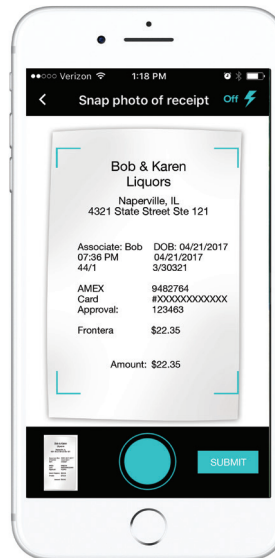 Verizon 1:18 PM
Snap photo of receipt Off
Bob & Karen
Liquors
Naperville, IL
4321 State Street Ste 121
Associate: Bob DOB: 04/21/2017
07:36 PM 04/21/2017
44/1 3/30321
AMEX 9482764
Card #XXXXXXXXXXXX
Approval: 123463
Frontera $22.35
Amount: $22.35
SUBMIT